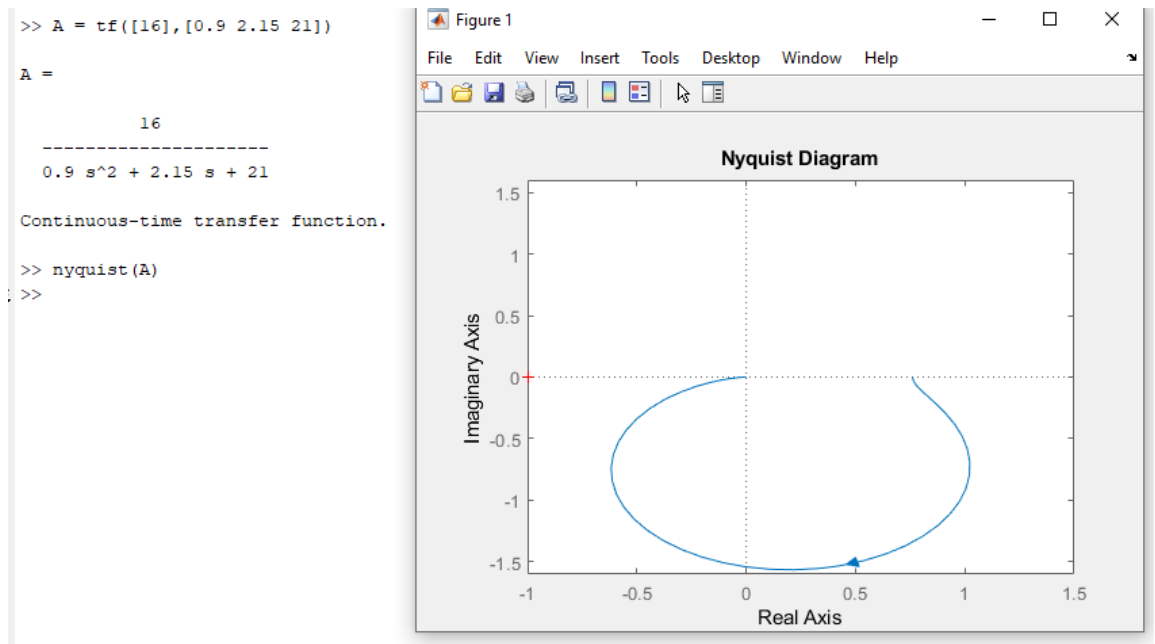 >> A = tf([16],[0.9 2.15 21])
A =
16
---------------------
0.9 s^2 + 2.15 s + 21
Continuous-time transfer function.
>> nyquist(A)
>>
Figure 1
File Edit View Insert Tools Desktop Window Help
Nyquist Diagram
1.5
1
0.5
0
-0.5
-1
-1.5
Imaginary Axis
-1 -0.5 0 0.5 1 1.5
Real Axis